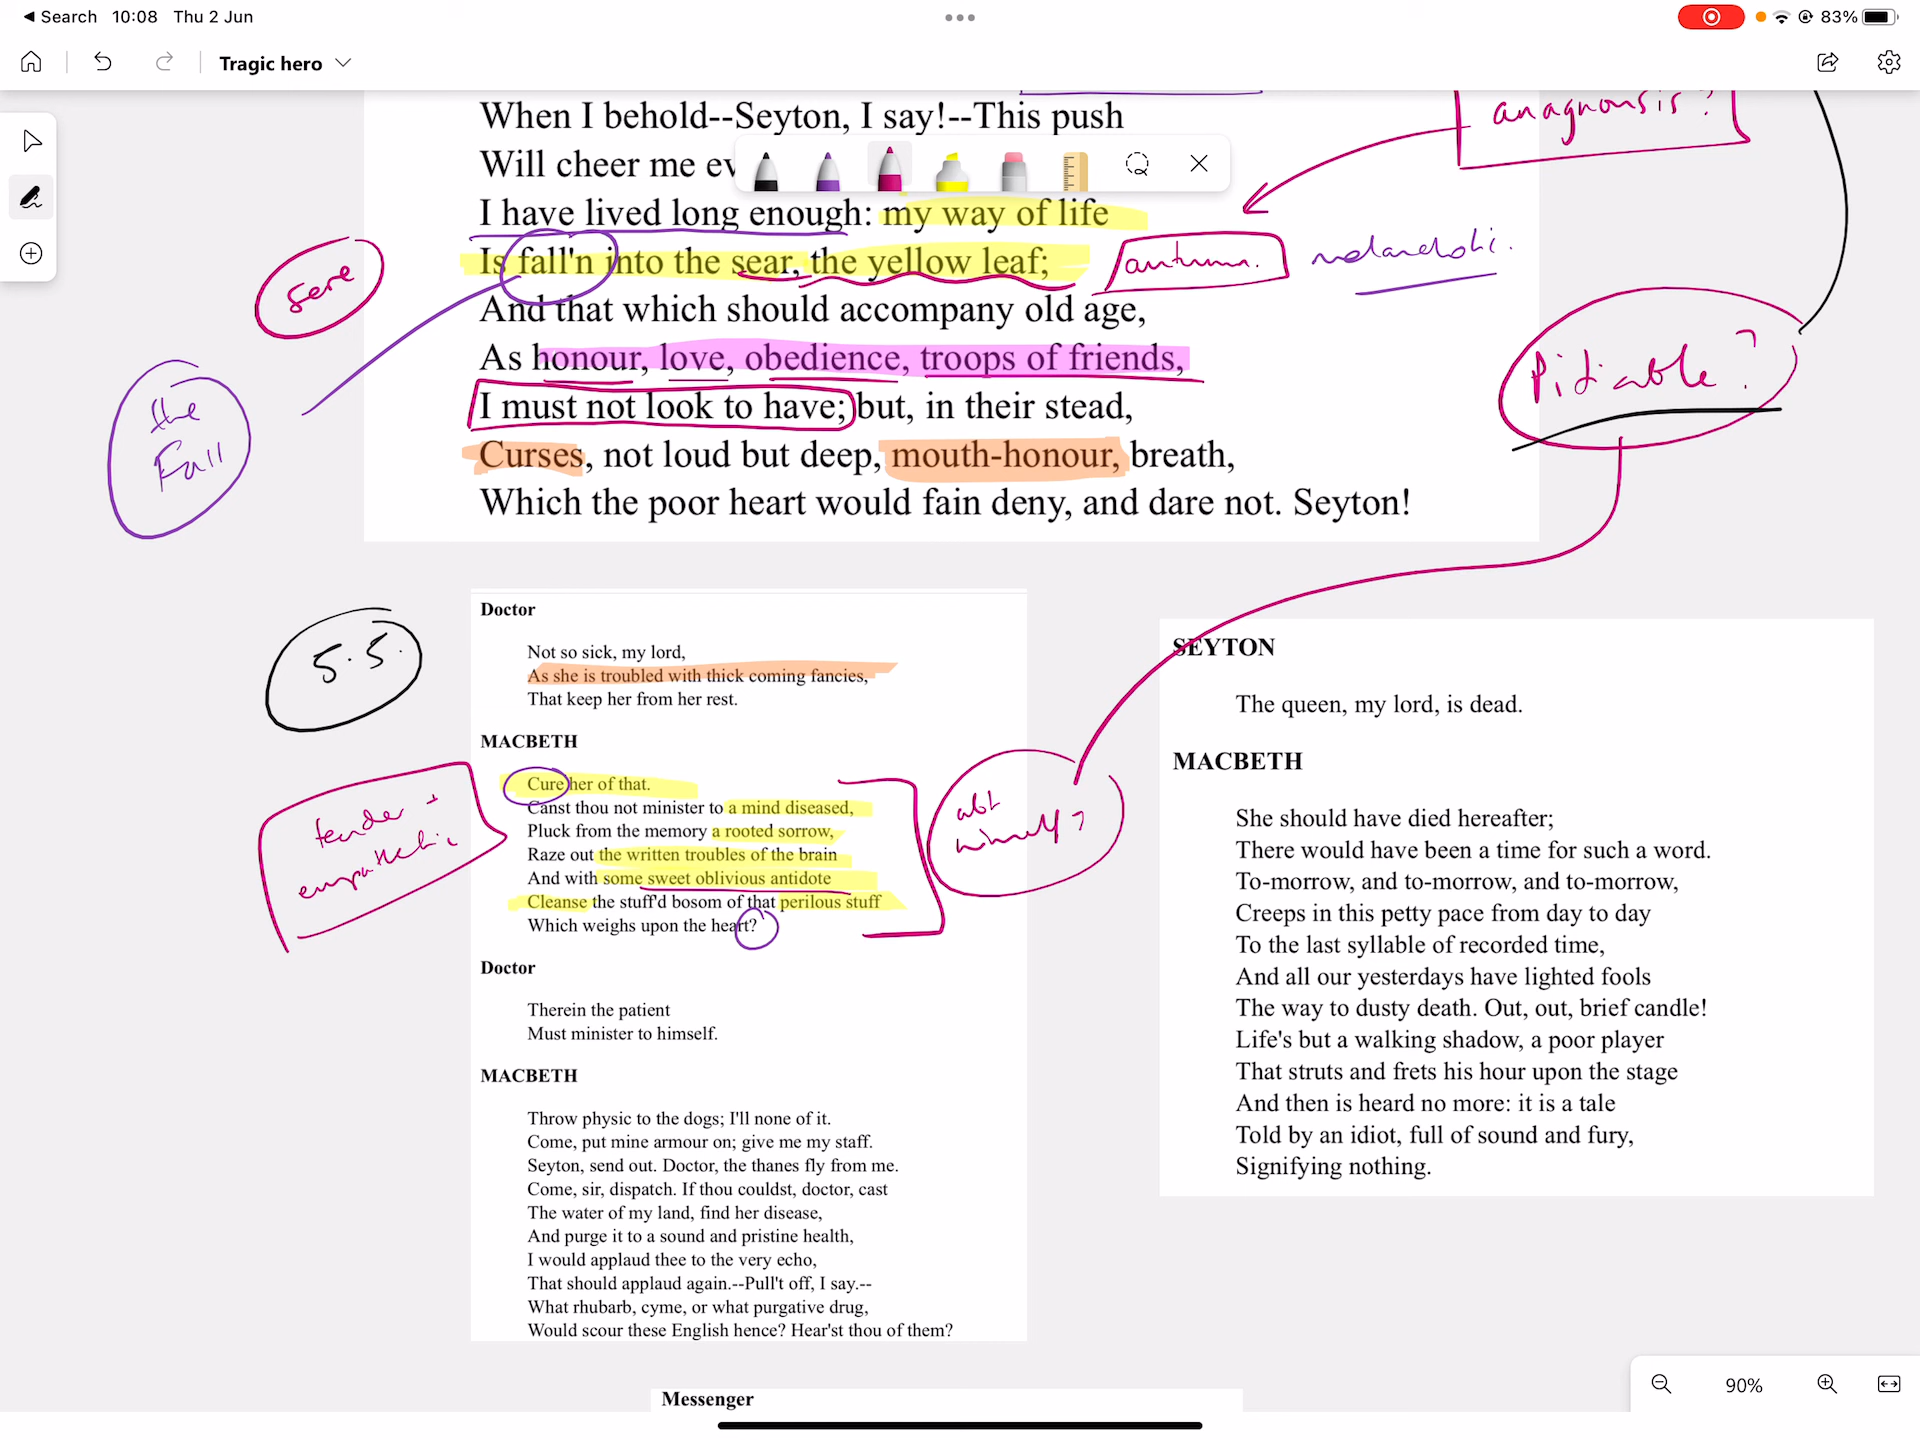 Search 10:08 Thu 2 Jun
83%
Tragic hero
anagnorisis?
When I behold--Seyton, I say!--This push
Will cheer me ev
I have lived long enough: my way of life
Is fall'n into the sear, the yellow leaf;
autumn.
melancholic.
sere
And that which should accompany old age,
As honour, love, obedience, troops of friends,
Pitiable?
the
Fall
I must not look to have; but, in their stead,
Curses, not loud but deep, mouth-honour, breath,
Which the poor heart would fain deny, and dare not. Seyton!
5.5.
Doctor
Not so sick, my lord,
As she is troubled with thick coming fancies,
That keep her from her rest.
MACBETH
Cure her of that.
Canst thou not minister to a mind diseased,
Pluck from the memory a rooted sorrow,
Raze out the written troubles of the brain
And with some sweet oblivious antidote
Cleanse the stuff'd bosom of that perilous stuff
Which weighs upon the heart?
tender +
empathetic
abt
himself?
Doctor
Therein the patient
Must minister to himself.
MACBETH
Throw physic to the dogs; I'll none of it.
Come, put mine armour on; give me my staff.
Seyton, send out. Doctor, the thanes fly from me.
Come, sir, dispatch. If thou couldst, doctor, cast
The water of my land, find her disease,
And purge it to a sound and pristine health,
I would applaud thee to the very echo,
That should applaud again.--Pull't off, I say.--
What rhubarb, cyme, or what purgative drug,
Would scour these English hence? Hear'st thou of them?
SEYTON
The queen, my lord, is dead.
MACBETH
She should have died hereafter;
There would have been a time for such a word.
To-morrow, and to-morrow, and to-morrow,
Creeps in this petty pace from day to day
To the last syllable of recorded time,
And all our yesterdays have lighted fools
The way to dusty death. Out, out, brief candle!
Life's but a walking shadow, a poor player
That struts and frets his hour upon the stage
And then is heard no more: it is a tale
Told by an idiot, full of sound and fury,
Signifying nothing.
Messenger
90%